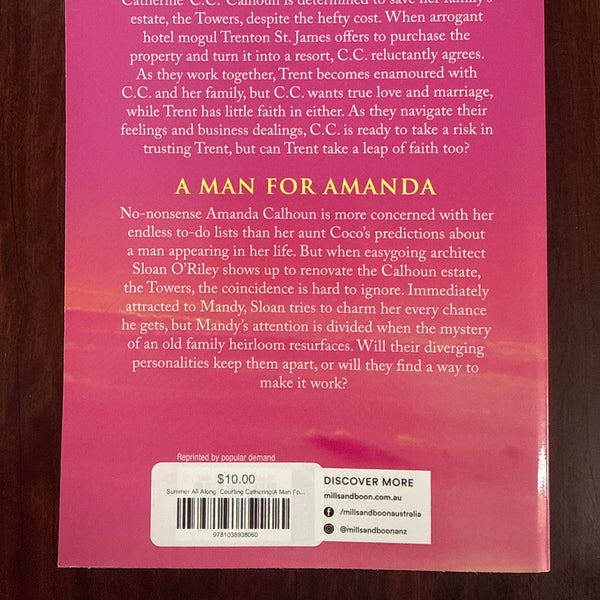 Catherine 'C.C.' Calhoun is determined to save her family's
estate, the Towers, despite the hefty cost. When arrogant
hotel mogul Trenton St. James offers to purchase the
property and turn it into a resort, C.C. reluctantly agrees.
As they work together, Trent becomes enamoured with
C.C. and her family, but C.C. wants true love and marriage,
while Trent has little faith in either. As they navigate their
feelings and business dealings, C.C. is ready to take a risk in
trusting Trent, but can Trent take a leap of faith too?
A MAN FOR AMANDA
No-nonsense Amanda Calhoun is more concerned with her
endless to-do lists than her aunt Coco's predictions about
a man appearing in her life. But when easygoing architect
Sloan O'Riley shows up to renovate the Calhoun estate,
the Towers, the coincidence is hard to ignore. Immediately
attracted to Mandy, Sloan tries to charm her every chance
he gets, but Mandy's attention is divided when the mystery
of an old family heirloom resurfaces. Will their diverging
personalities keep them apart, or will they find a way to
make it work?
Reprinted by popular demand
$10.00
Summer All Along: Courting Catherine/A Man Fo...
9781038938060
DISCOVER MORE
millsandboon.com.au
/millsandboonaustralia
@millsandboonanz